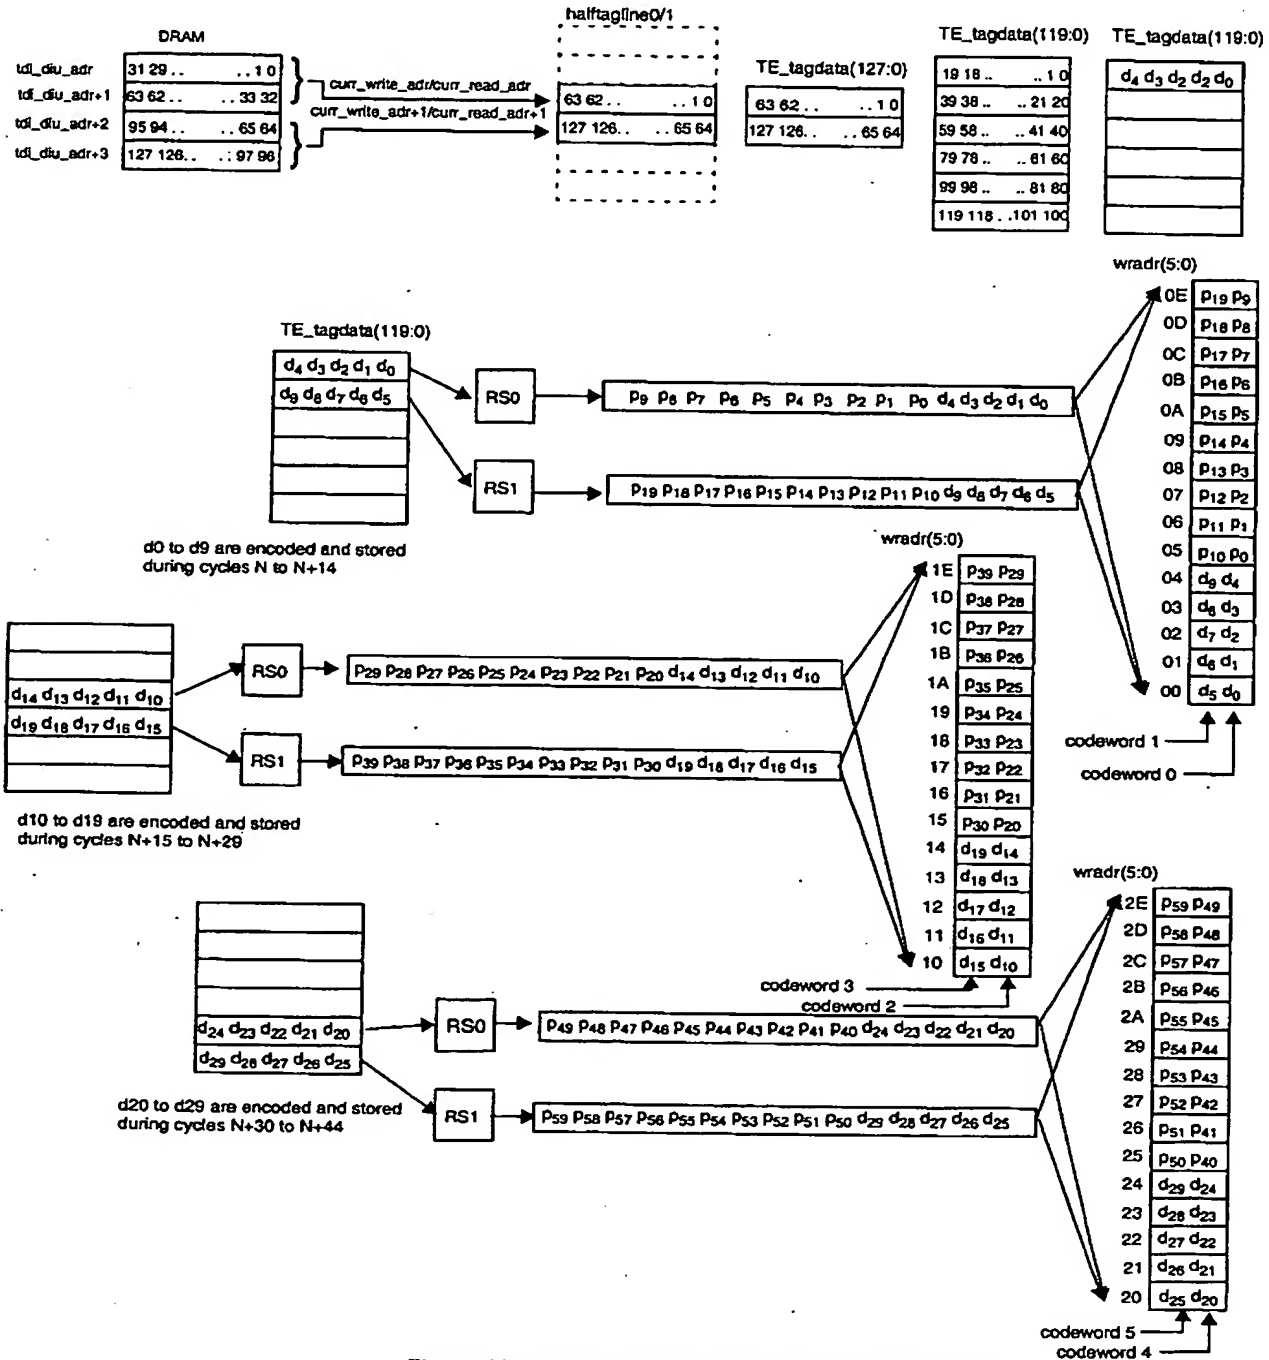 DRAM
tdi_diu_adr
31 29 .. .. 1 0
tdi_diu_adr+1
63 62 .. .. 33 32
tdi_diu_adr+2
95 94 .. .. 65 64
tdi_diu_adr+3
127 126 .. .: 97 96
curr_write_adr/curr_read_adr
curr_write_adr+1/curr_read_adr+1
halftagline0/1
63 62 .. .. 1 0
127 126.. .. 65 64
TE_tagdata(127:0)
63 62 .. .. 1 0
127 126.. .. 65 64
TE_tagdata(119:0)
19 18 .. .. 1 0
39 38 .. .. 21 20
59 58 .. .. 41 40
79 78 .. .. 61 60
99 98 .. .. 81 80
119 118 . .101 100
TE_tagdata(119:0)
d4 d3 d2 d2 d0
TE_tagdata(119:0)
d4 d3 d2 d1 d0
d9 d8 d7 d6 d5
RS0
p9 p8 p7 p6 p5 p4 p3 p2 p1 p0 d4 d3 d2 d1 d0
RS1
p19 p18 p17 p16 p15 p14 p13 p12 p11 p10 d9 d8 d7 d6 d5
d0 to d9 are encoded and stored
during cycles N to N+14
wradr(5:0)
0E p19 p9
0D p18 p8
0C p17 p7
0B p16 p6
0A p15 p5
09 p14 p4
08 p13 p3
07 p12 p2
06 p11 p1
05 p10 p0
04 d9 d4
03 d8 d3
02 d7 d2
01 d6 d1
00 d5 d0
codeword 1
codeword 0
d14 d13 d12 d11 d10
d19 d18 d17 d16 d15
RS0
p29 p28 p27 p26 p25 p24 p23 p22 p21 p20 d14 d13 d12 d11 d10
RS1
p39 p38 p37 p36 p35 p34 p33 p32 p31 p30 d19 d18 d17 d16 d15
d10 to d19 are encoded and stored
during cycles N+15 to N+29
wradr(5:0)
1E p39 p29
1D p38 p28
1C p37 p27
1B p36 p26
1A p35 p25
19 p34 p24
18 p33 p23
17 p32 p22
16 p31 p21
15 p30 p20
14 d19 d14
13 d18 d13
12 d17 d12
11 d16 d11
10 d15 d10
codeword 3
codeword 2
d24 d23 d22 d21 d20
d29 d28 d27 d26 d25
RS0
p49 p48 p47 p46 p45 p44 p43 p42 p41 p40 d24 d23 d22 d21 d20
RS1
p59 p58 p57 p56 p55 p54 p53 p52 p51 p50 d29 d28 d27 d26 d25
d20 to d29 are encoded and stored
during cycles N+30 to N+44
wradr(5:0)
2E p59 p49
2D p58 p48
2C p57 p47
2B p56 p46
2A p55 p45
29 p54 p44
28 p53 p43
27 p52 p42
26 p51 p41
25 p50 p40
24 d29 d24
23 d28 d23
22 d27 d22
21 d26 d21
20 d25 d20
codeword 5
codeword 4